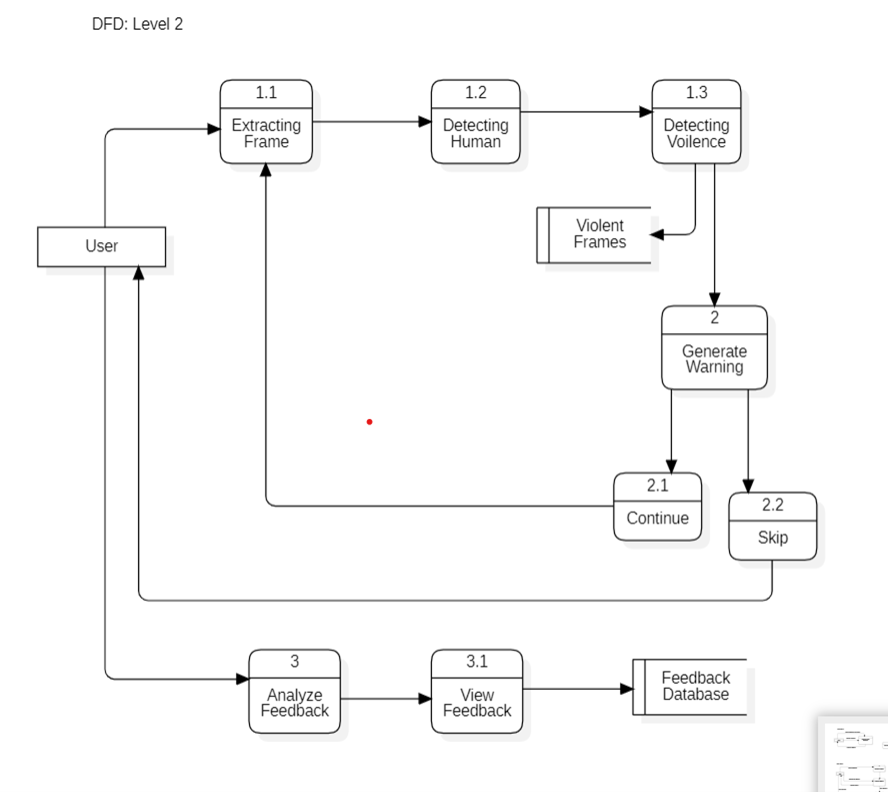 DFD: Level 2
1.1
Extracting
Frame
1.2
Detecting
Human
1.3
Detecting
Voilence
User
Violent
Frames
2
Generate
Warning
2.1
Continue
2.2
Skip
3
Analyze
Feedback
3.1
View
Feedback
Feedback
Database